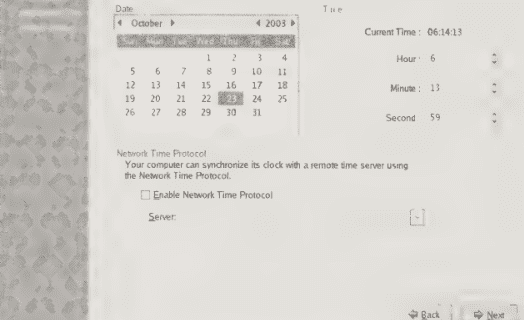 Date
October 2003
1 2 3 4
5 6 7 8 9 10 11
12 13 14 15 16 17 18
19 20 21 22 23 24 25
26 27 28 29 30 31
Current Time : 06:14:13
Hour : 6
Minute : 13
Second 59
Network Time Protocol
Your computer can synchronize its clock with a remote time server using
the Network Time Protocol.
Enable Network Time Protocol
Server:
Back Next